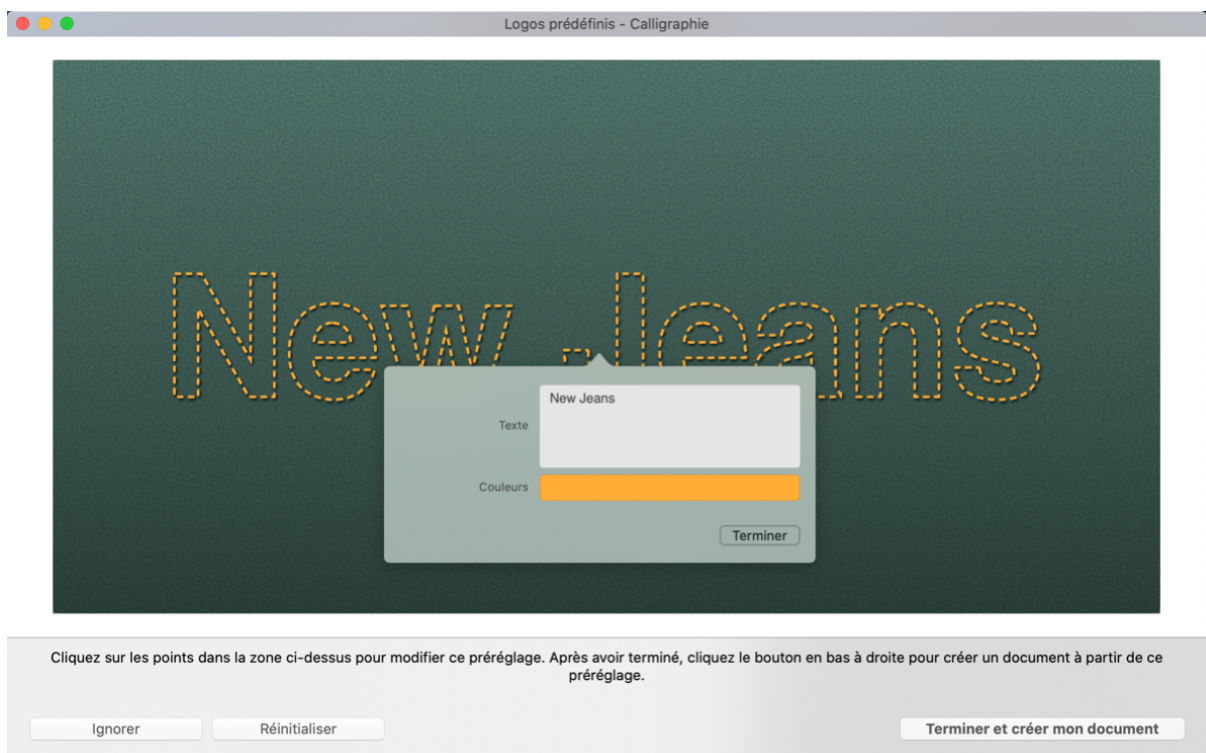 Logos prédéfinis - Calligraphie
New Jeans
New Jeans
Texte
Couleurs
Terminer
Cliquez sur les points dans la zone ci-dessus pour modifier ce préréglage. Après avoir terminé, cliquez le bouton en bas à droite pour créer un document à partir de ce
préréglage.
Ignorer
Réinitialiser
Terminer et créer mon document